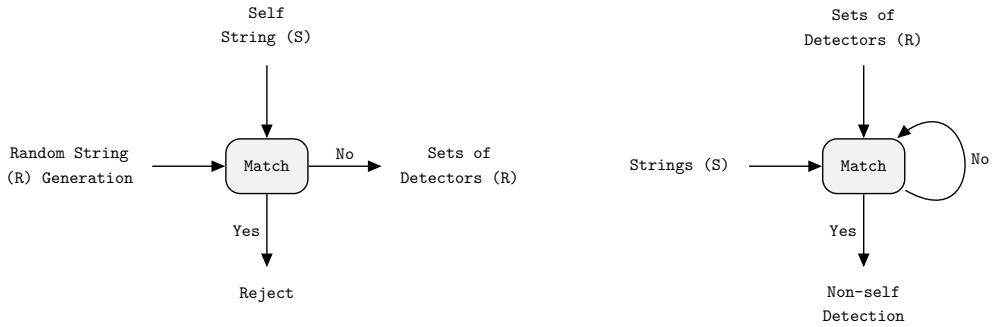 Self
String (S)
Random String
(R) Generation
Match
No
Sets of
Detectors (R)
Yes
Reject
Sets of
Detectors (R)
Strings (S)
Match
No
Yes
Non-self
Detection